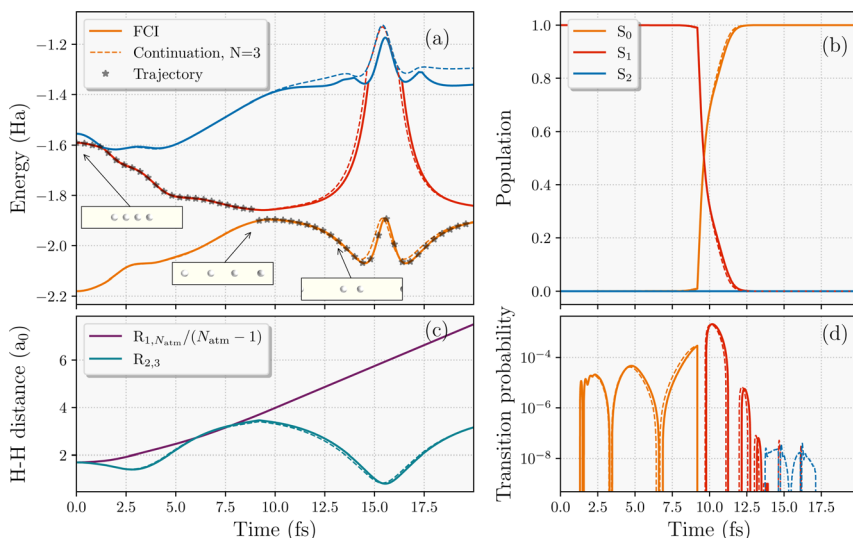 FCI
Continuation, N=3
Trajectory
(a)
Energy (Ha)
−1.2
−1.4
−1.6
−1.8
−2.0
−2.2
S₀
S₁
S₂
(b)
Population
1.0
0.8
0.6
0.4
0.2
0.0
R₁,Nₐₜₘ/(Nₐₜₘ − 1)
R₂,₃
(c)
H-H distance (a₀)
6
4
2
0.0 2.5 5.0 7.5 10.0 12.5 15.0 17.5
Time (fs)
(d)
Transition probability
10⁻⁴
10⁻⁶
10⁻⁸
0.0 2.5 5.0 7.5 10.0 12.5 15.0 17.5
Time (fs)